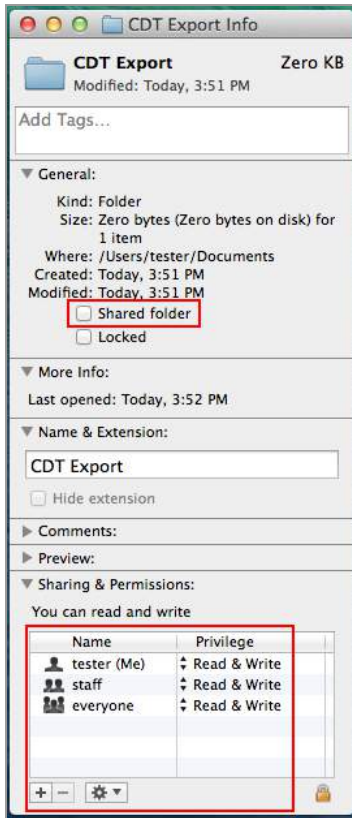 CDT Export Info
CDT Export Zero KB
Modified: Today, 3:51 PM
Add Tags...
General:
Kind: Folder
Size: Zero bytes (Zero bytes on disk) for
1 item
Where: /Users/tester/Documents
Created: Today, 3:51 PM
Modified: Today, 3:51 PM
Shared folder
Locked
More Info:
Last opened: Today, 3:52 PM
Name & Extension:
CDT Export
Hide extension
Comments:
Preview:
Sharing & Permissions:
You can read and write
Name Privilege
tester (Me) Read & Write
staff Read & Write
everyone Read & Write